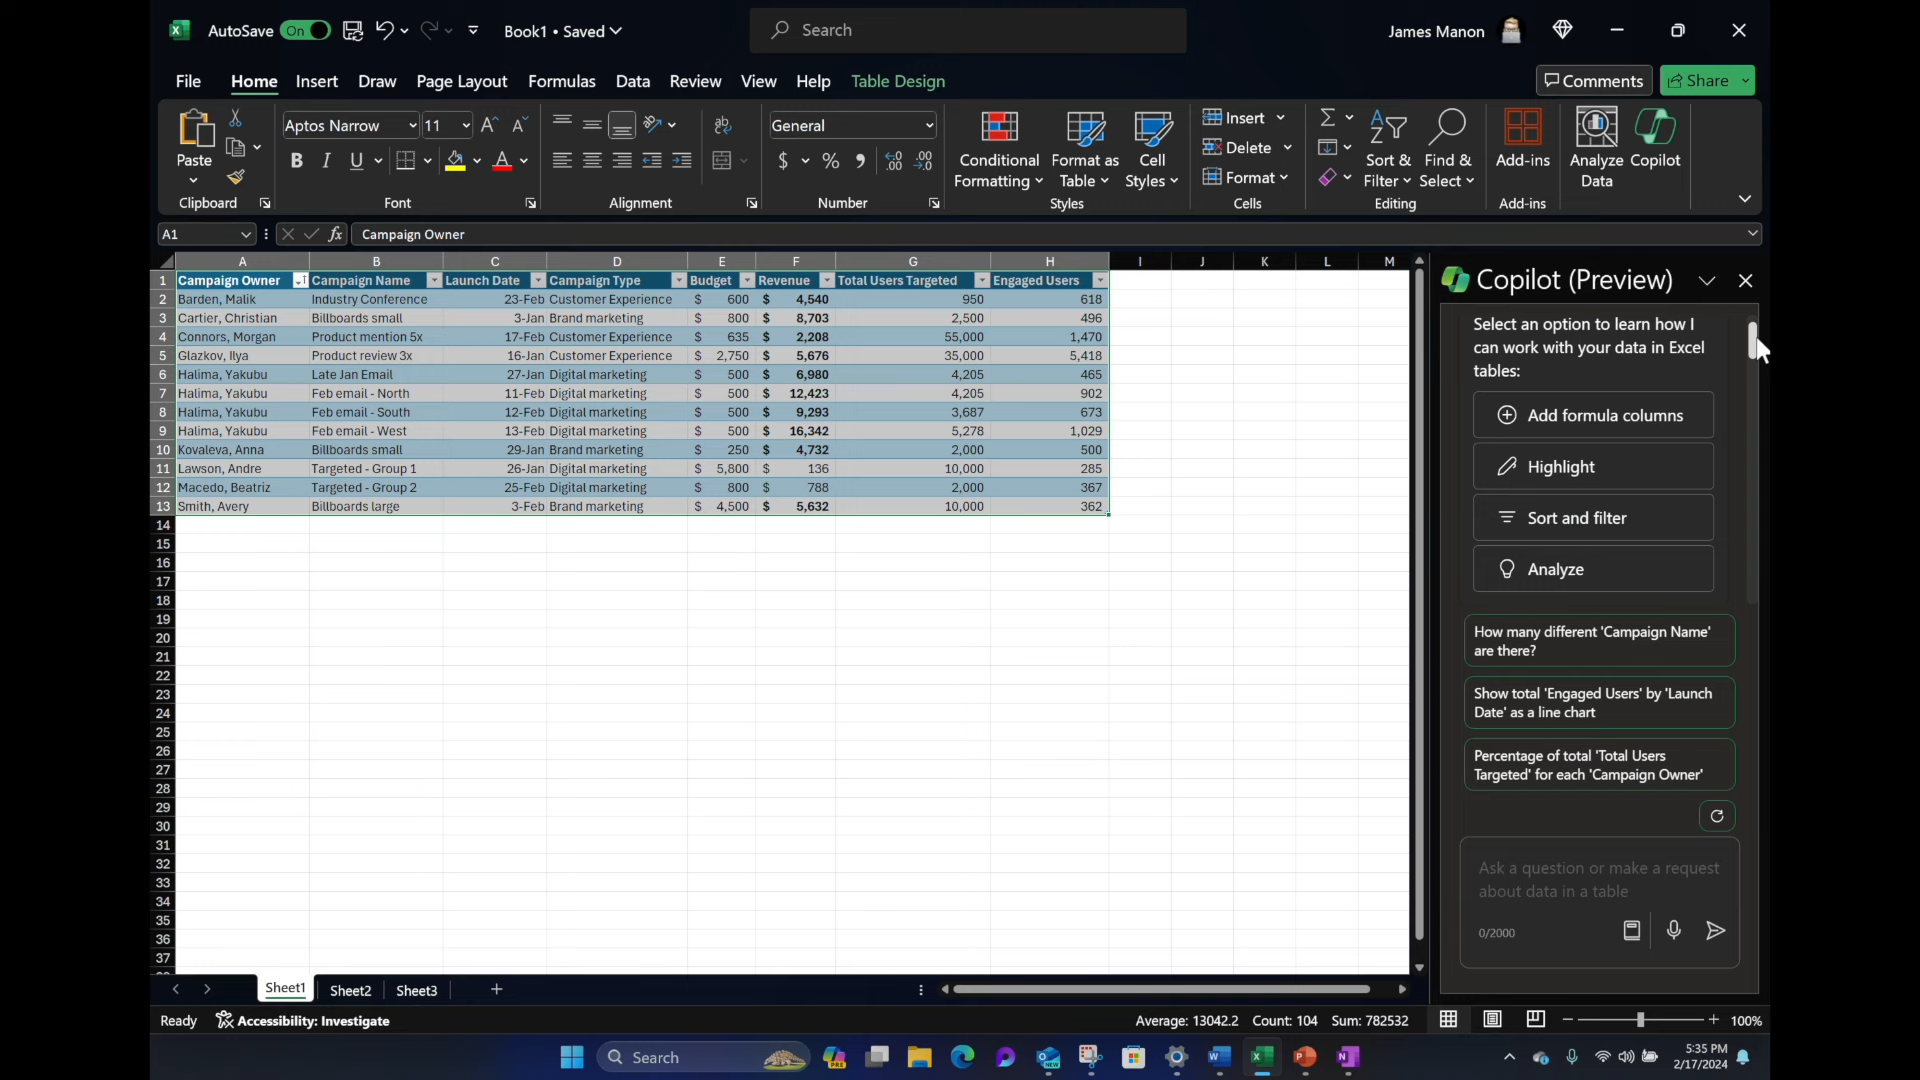 AutoSave On Book1 • Saved Search James Manon
File Home Insert Draw Page Layout Formulas Data Review View Help Table Design Comments Share
Paste
Clipboard
Aptos Narrow 11
B I U A
Font
Alignment
General
$ % 9
Number
Conditional
Formatting
Format as
Table
Cell
Styles
Styles
Insert
Delete
Format
Cells
Sort &
Filter
Find &
Select
Editing
Add-ins
Add-ins
Analyze
Data
Copilot
A1 fx Campaign Owner
A B C D E F G H I J K L M
1 Campaign Owner Campaign Name Launch Date Campaign Type Budget Revenue Total Users Targeted Engaged Users
2 Barden, Malik Industry Conference 23-Feb Customer Experience $ 600 $ 4,540 950 618
3 Cartier, Christian Billboards small 3-Jan Brand marketing $ 800 $ 8,703 2,500 496
4 Connors, Morgan Product mention 5x 17-Feb Customer Experience $ 635 $ 2,208 55,000 1,470
5 Glazkov, Ilya Product review 3x 16-Jan Customer Experience $ 2,750 $ 5,676 35,000 5,418
6 Halima, Yakubu Late Jan Email 27-Jan Digital marketing $ 500 $ 6,980 4,205 465
7 Halima, Yakubu Feb email - North 11-Feb Digital marketing $ 500 $ 12,423 4,205 902
8 Halima, Yakubu Feb email - South 12-Feb Digital marketing $ 500 $ 9,293 3,687 673
9 Halima, Yakubu Feb email - West 13-Feb Digital marketing $ 500 $ 16,342 5,278 1,029
10 Kovaleva, Anna Billboards small 29-Jan Brand marketing $ 250 $ 4,732 2,000 500
11 Lawson, Andre Targeted - Group 1 26-Jan Digital marketing $ 5,800 $ 136 10,000 285
12 Macedo, Beatriz Targeted - Group 2 25-Feb Digital marketing $ 800 $ 788 2,000 367
13 Smith, Avery Billboards large 3-Feb Brand marketing $ 4,500 $ 5,632 10,000 362
14
15
16
17
18
19
20
21
22
23
24
25
26
27
28
29
30
31
32
33
34
35
36
37
Copilot (Preview)
Select an option to learn how I
can work with your data in Excel
tables:
Add formula columns
Highlight
Sort and filter
Analyze
How many different 'Campaign Name'
are there?
Show total 'Engaged Users' by 'Launch
Date' as a line chart
Percentage of total 'Total Users
Targeted' for each 'Campaign Owner'
Ask a question or make a request
about data in a table
0/2000
Sheet1 Sheet2 Sheet3
Ready Accessibility: Investigate Average: 13042.2 Count: 104 Sum: 782532 100%
Search
5:35 PM
2/17/2024